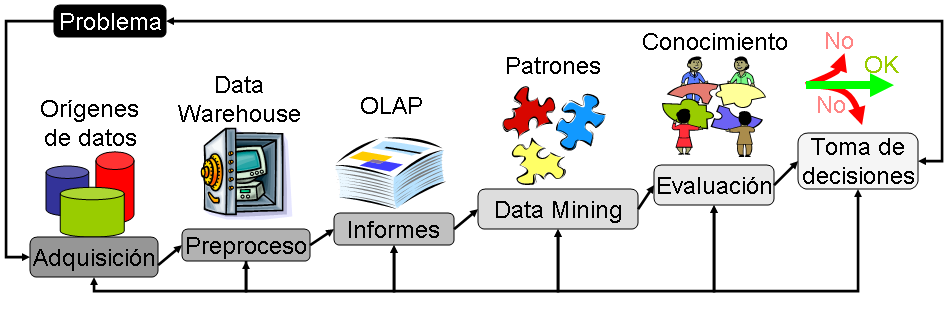 Problema
Orígenes
de datos
Adquisición
Data
Warehouse
Preproceso
OLAP
Informes
Patrones
Data Mining
Conocimiento
Evaluación
No
OK
No
Toma de
decisiones